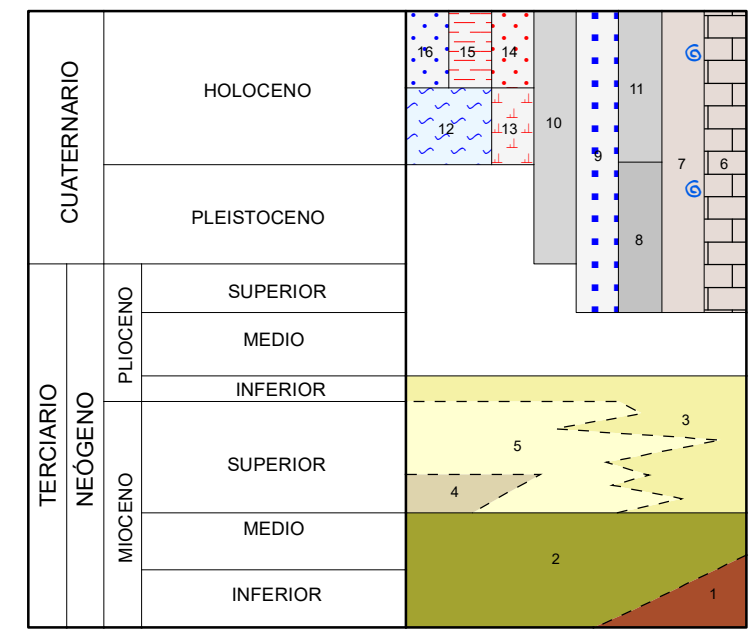 CUATERNARIO
HOLOCENO
PLEISTOCENO
TERCIARIO
NEÓGENO
PLIOCENO
SUPERIOR
MEDIO
INFERIOR
MIOCENO
SUPERIOR
MEDIO
INFERIOR
16
15
14
12
13
10
9
11
8
7
6
3
5
4
2
1